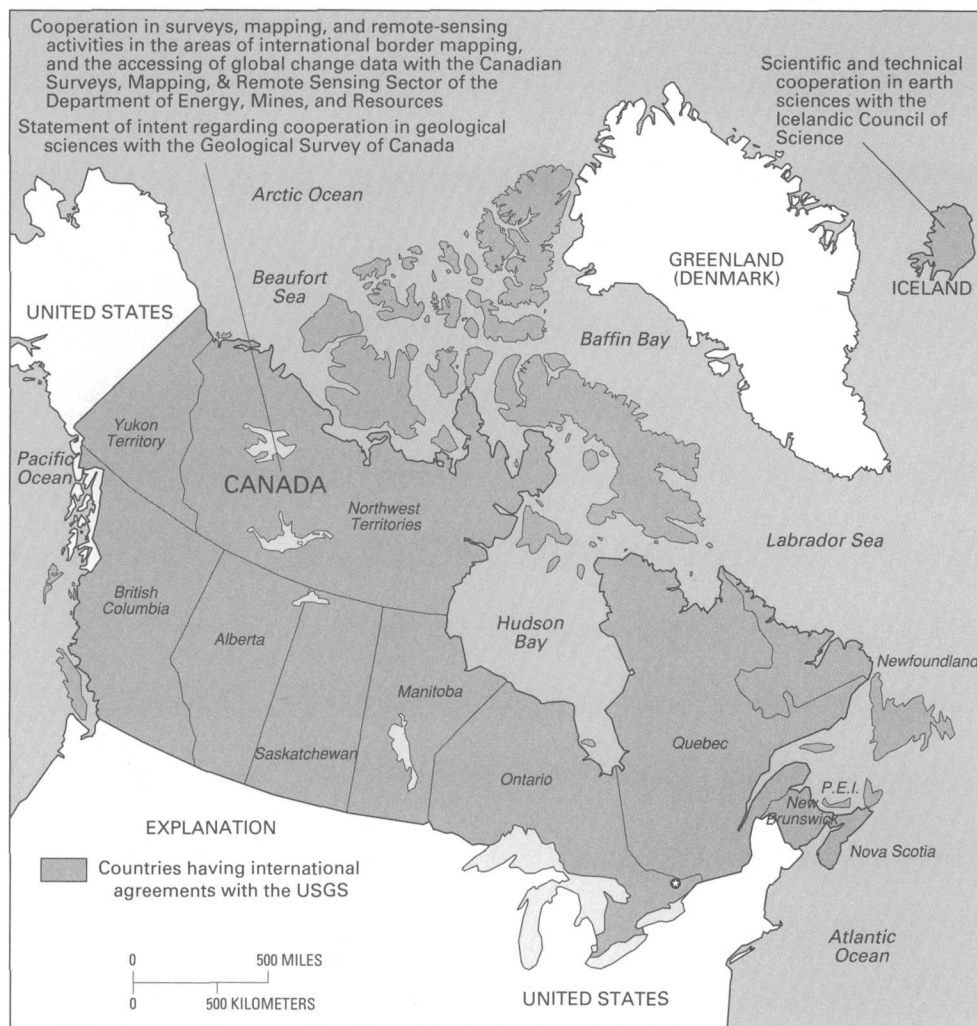 Cooperation in surveys, mapping, and remote-sensing
activities in the areas of international border mapping,
and the accessing of global change data with the Canadian
Surveys, Mapping, & Remote Sensing Sector of the
Department of Energy, Mines, and Resources
Statement of intent regarding cooperation in geological
sciences with the Geological Survey of Canada
Scientific and technical
cooperation in earth
sciences with the
Icelandic Council of
Science
Arctic Ocean
Beaufort
Sea
GREENLAND
(DENMARK)
ICELAND
UNITED STATES
Baffin Bay
Yukon
Territory
Pacific
Ocean
CANADA
Northwest
Territories
Labrador Sea
British
Columbia
Alberta
Hudson
Bay
Newfoundland
Manitoba
Saskatchewan
Ontario
Quebec
P.E.I.
New
Brunswick
Nova Scotia
EXPLANATION
Countries having international
agreements with the USGS
Atlantic
Ocean
0 500 MILES
0 500 KILOMETERS
UNITED STATES